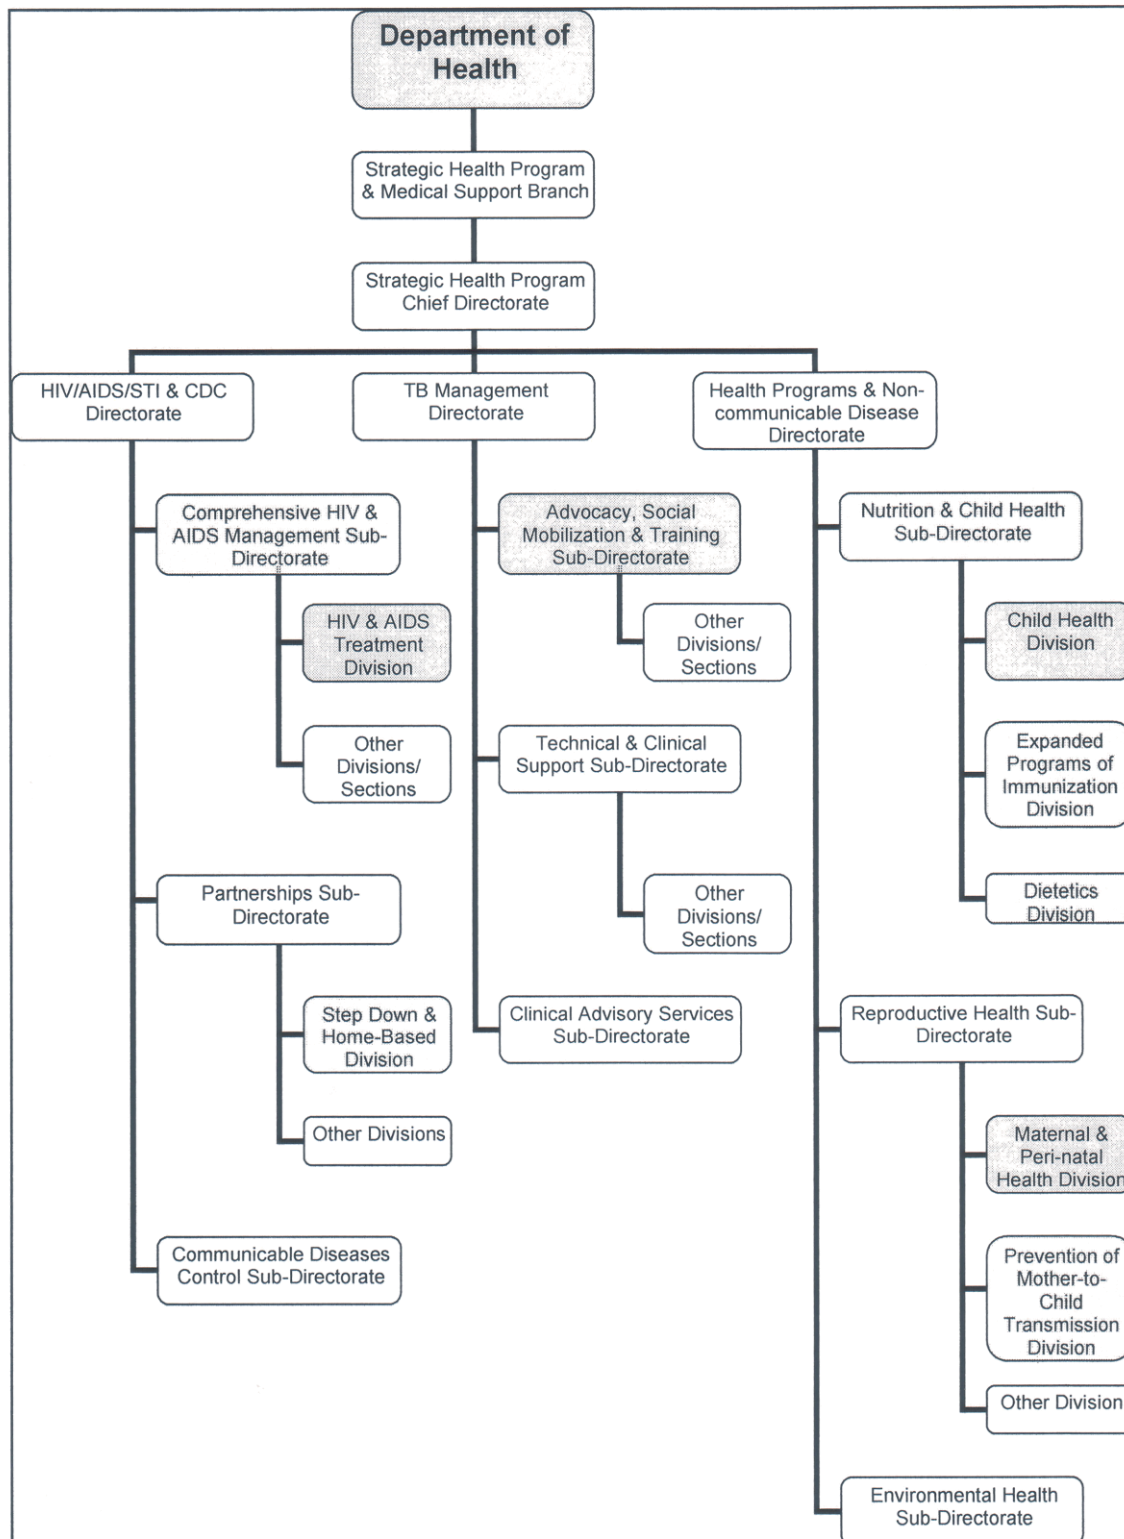 Department of
Health
Strategic Health Program
& Medical Support Branch
Strategic Health Program
Chief Directorate
HIV/AIDS/STI & CDC
Directorate
TB Management
Directorate
Health Programs & Non-
communicable Disease
Directorate
Comprehensive HIV &
AIDS Management Sub-
Directorate
HIV & AIDS
Treatment
Division
Other
Divisions/
Sections
Partnerships Sub-
Directorate
Step Down &
Home-Based
Division
Other Divisions
Communicable Diseases
Control Sub-Directorate
Advocacy, Social
Mobilization & Training
Sub-Directorate
Other
Divisions/
Sections
Technical & Clinical
Support Sub-Directorate
Other
Divisions/
Sections
Clinical Advisory Services
Sub-Directorate
Nutrition & Child Health
Sub-Directorate
Child Health
Division
Expanded
Programs of
Immunization
Division
Dietetics
Division
Reproductive Health Sub-
Directorate
Maternal &
Peri-natal
Health Division
Prevention of
Mother-to-
Child
Transmission
Division
Other Division
Environmental Health
Sub-Directorate